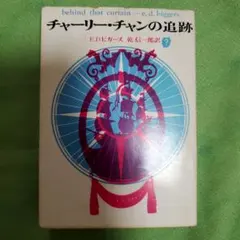 behind that curtain — e. d. biggers
チャーリー・チャンの追跡
E・D・ビガーズ 乾信一郎訳